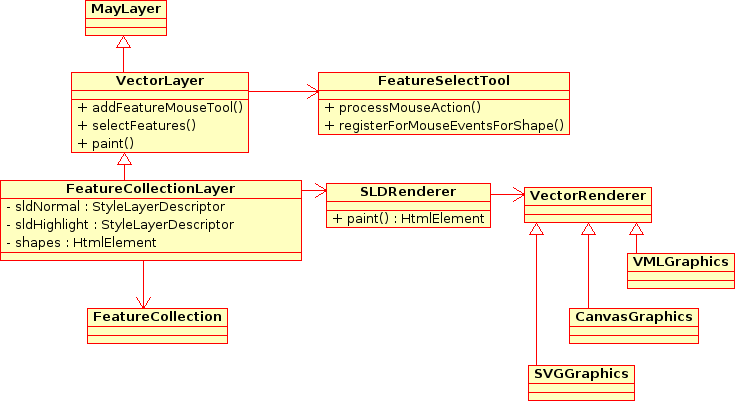 MayLayer
VectorLayer
+ addFeatureMouseTool()
+ selectFeatures()
+ paint()
FeatureSelectTool
+ processMouseAction()
+ registerForMouseEventsForShape()
FeatureCollectionLayer
- sldNormal : StyleLayerDescriptor
- sldHighlight : StyleLayerDescriptor
- shapes : HtmlElement
SLDRenderer
+ paint() : HtmlElement
VectorRenderer
VMLGraphics
FeatureCollection
CanvasGraphics
SVGGraphics